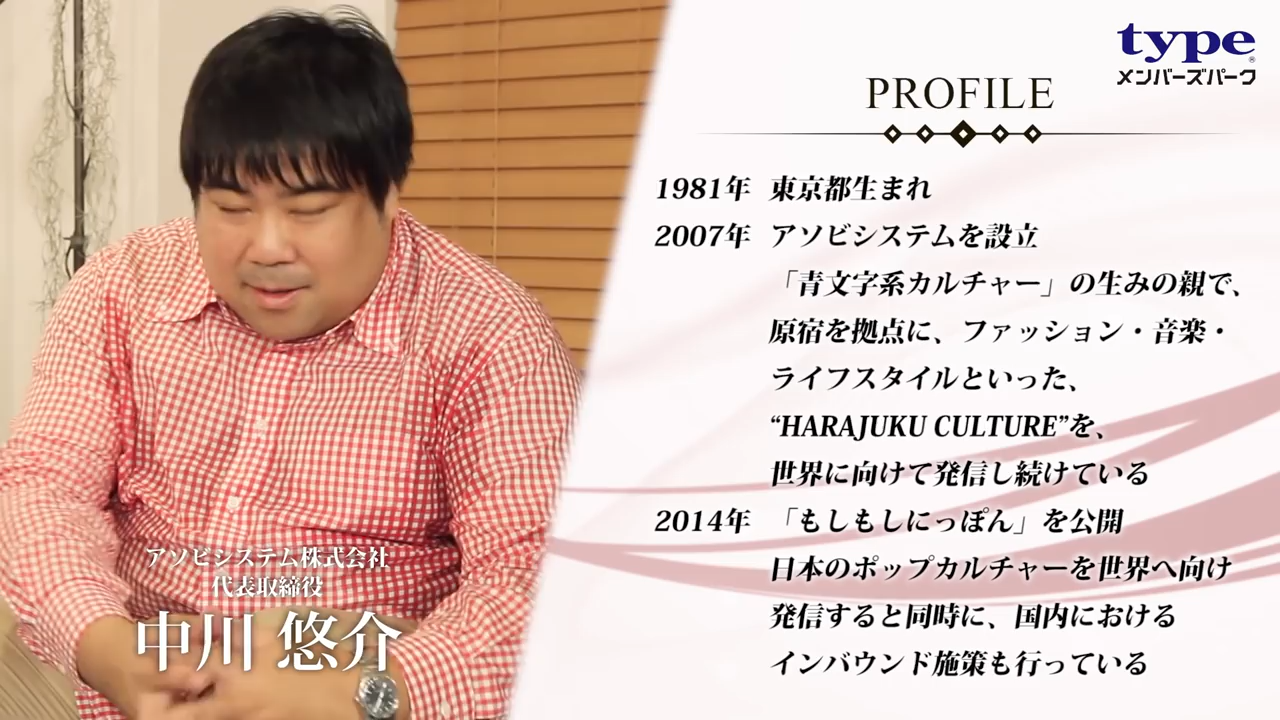 type
メンバーズパーク
PROFILE
1981年 東京都生まれ
2007年 アソビシステムを設立
「青文字系カルチャー」の生みの親で、
原宿を拠点に、ファッション・音楽・
ライフスタイルといった、
“HARAJUKU CULTURE”を、
世界に向けて発信し続けている
2014年 「もしもしにっぽん」を公開
日本のポップカルチャーを世界へ向け
発信すると同時に、国内における
インバウンド施策も行っている
アソビシステム株式会社
代表取締役
中川 悠介